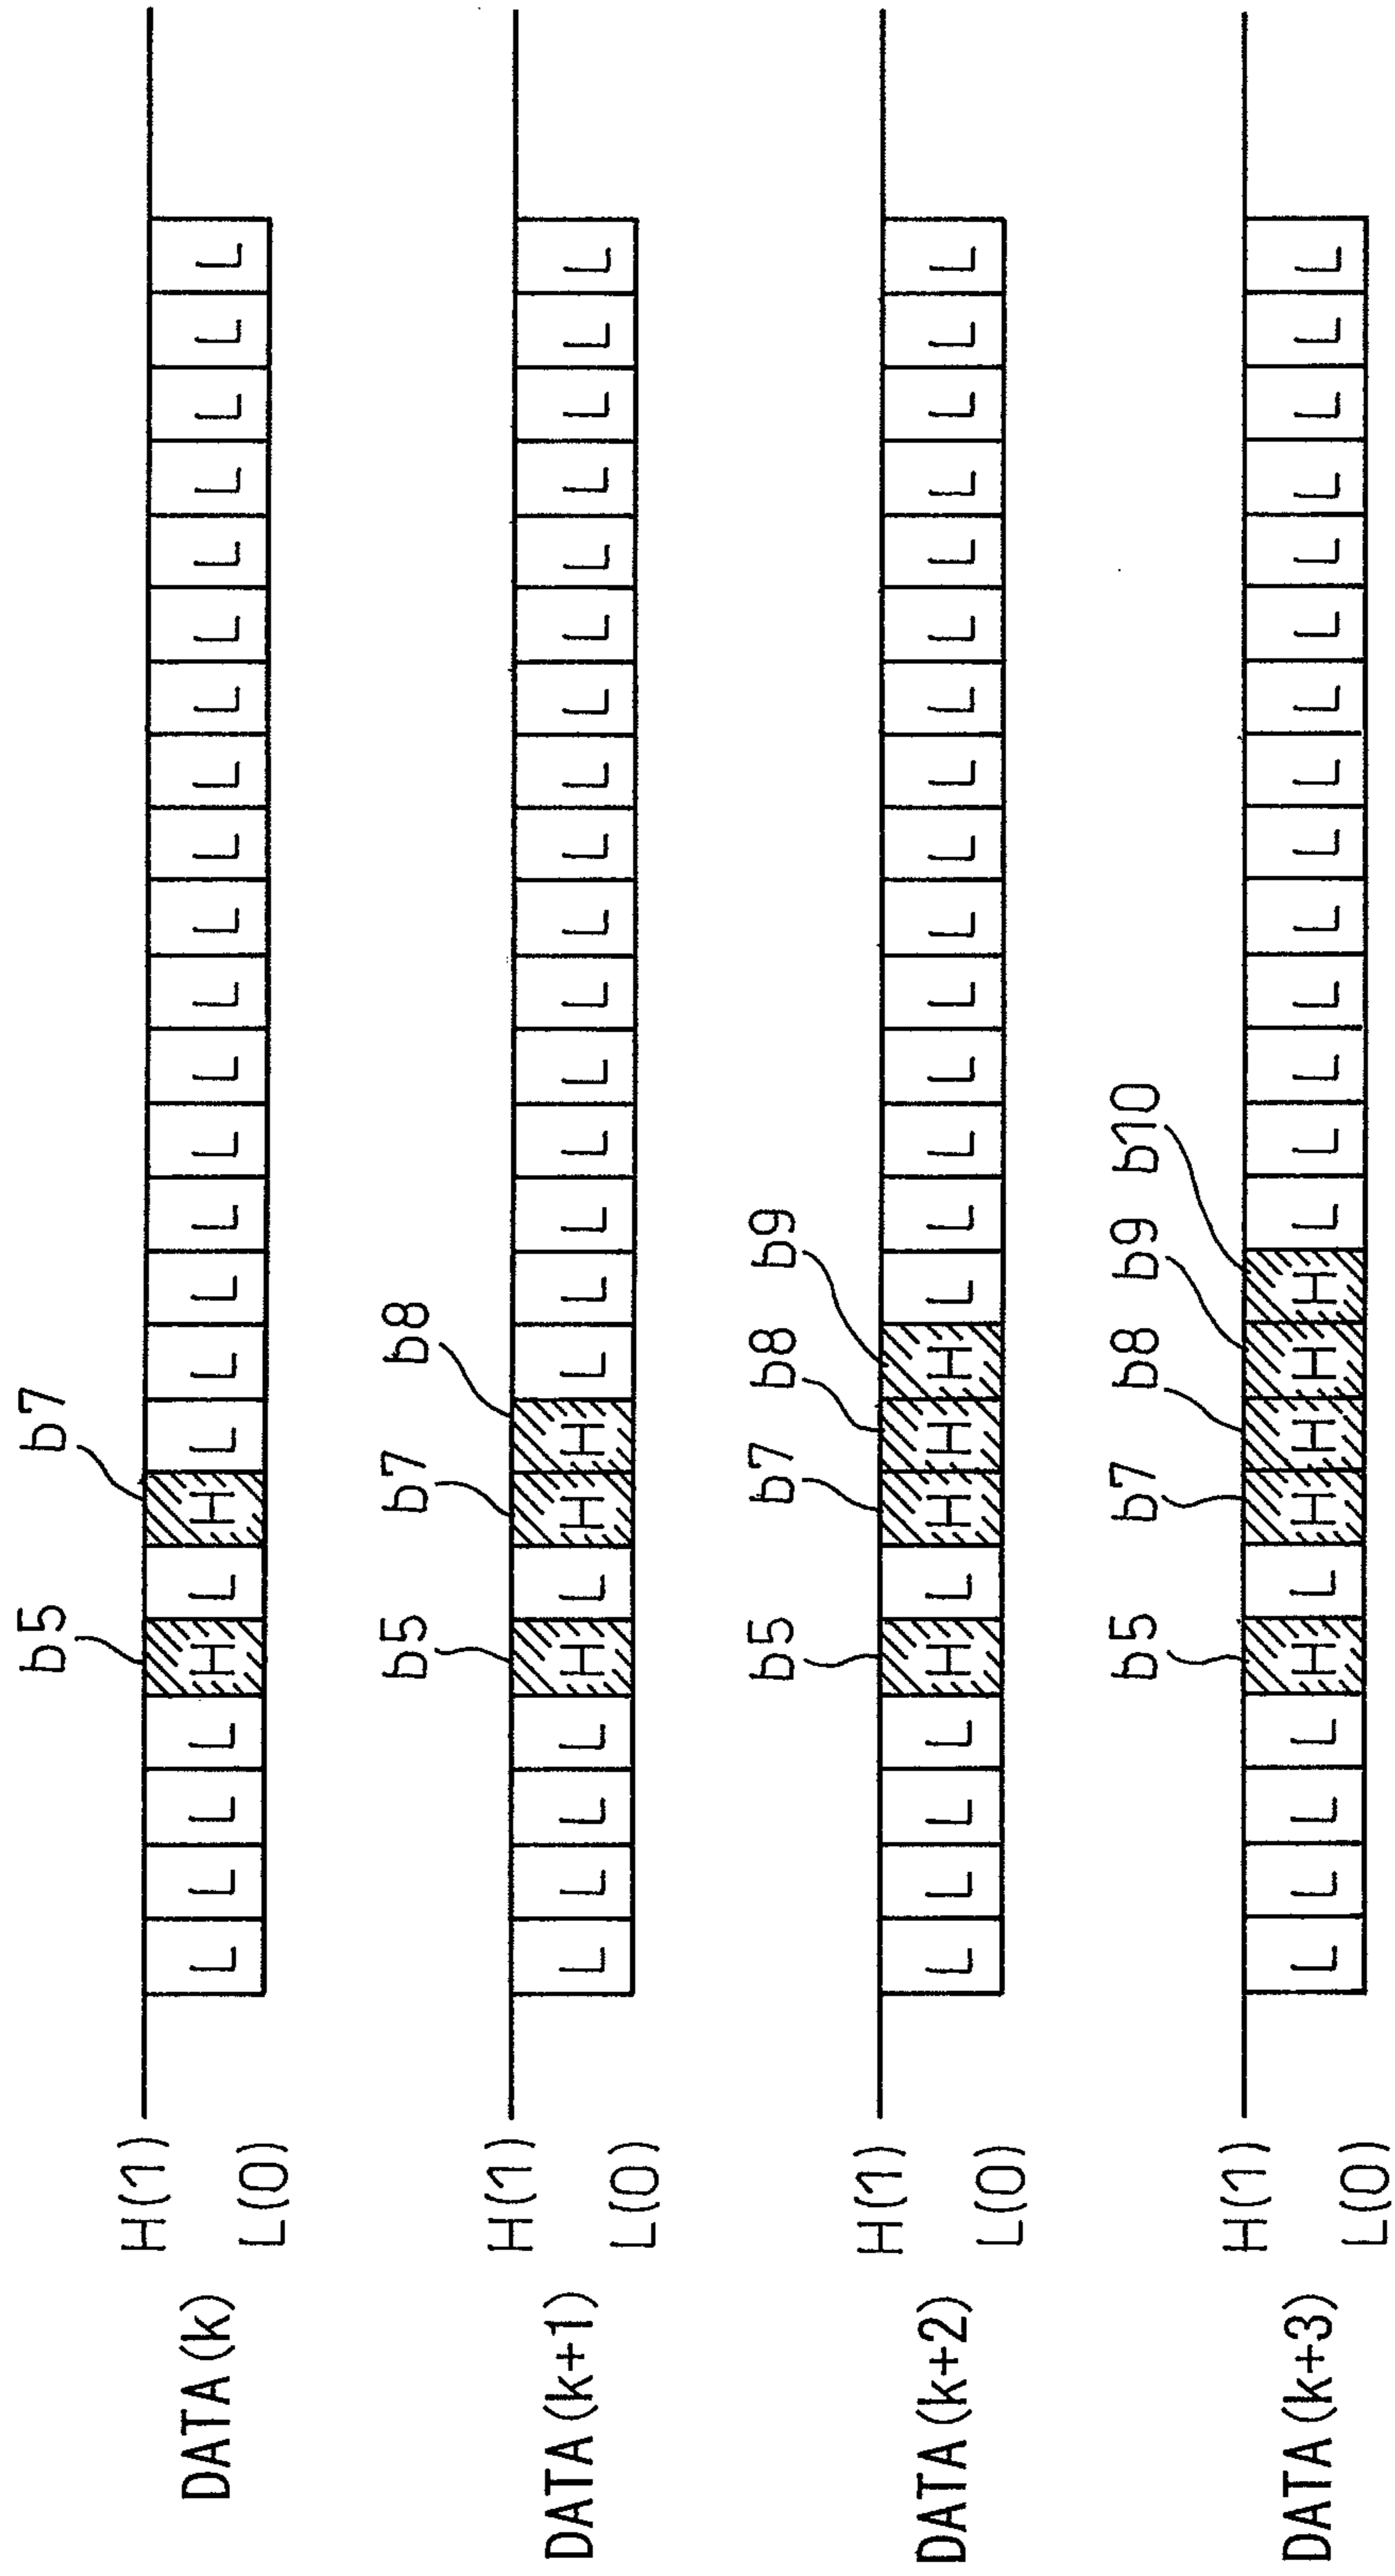 b5 b7
H(1)
DATA(k) L L L L H L H L L L L L L L L L L L L L L L L L
L(0)
b5 b7 b8
H(1)
DATA(k+1) L L L L H L H H L L L L L L L L L L L L L L L L
L(0)
b5 b7 b8 b9
H(1)
DATA(k+2) L L L L H L H H H L L L L L L L L L L L L L L L
L(0)
b5 b7 b8 b9 b10
H(1)
DATA(k+3) L L L L H L H H H H L L L L L L L L L L L L L L
L(0)